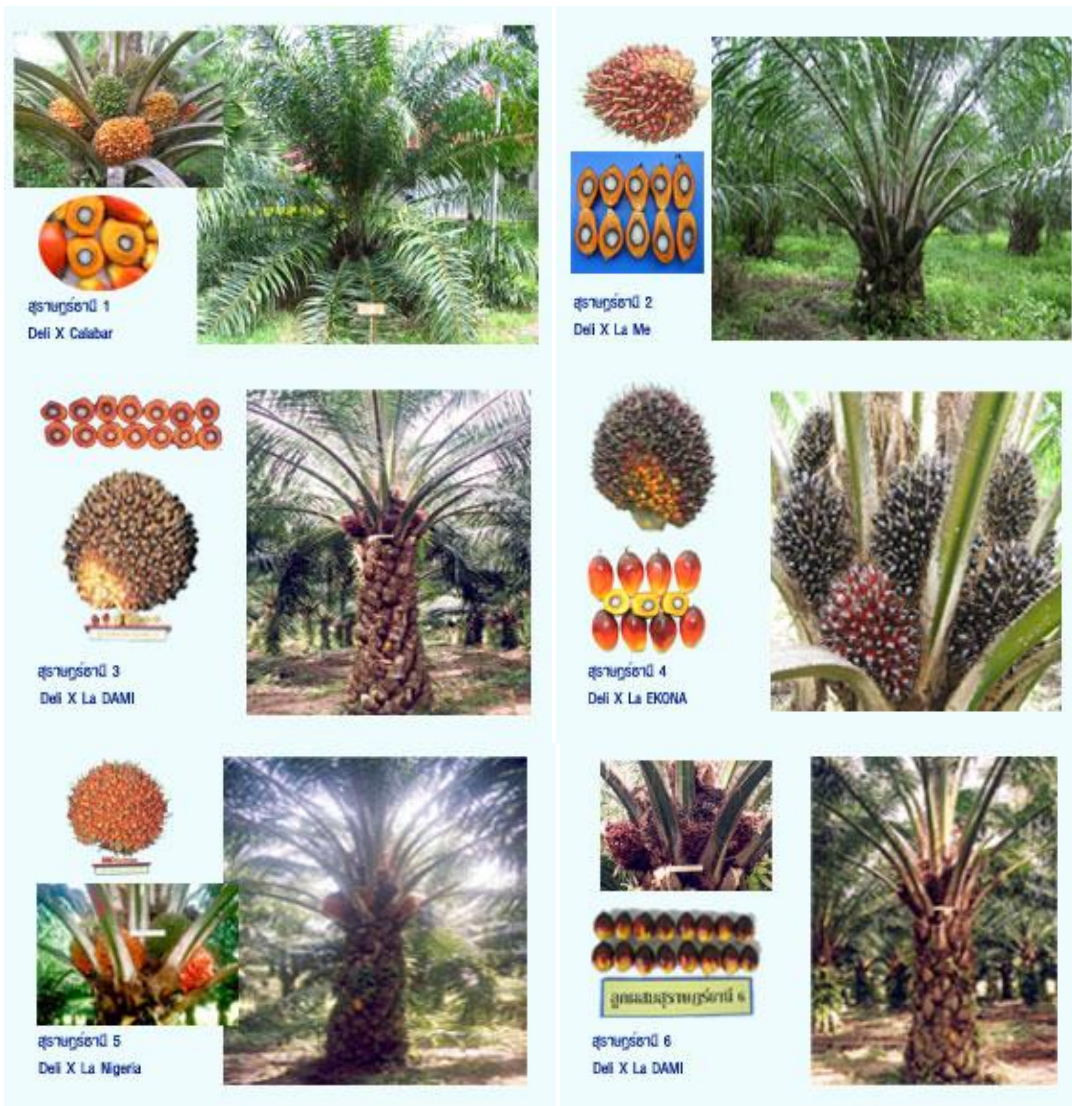 สุราษฎร์ธานี 1
Deli X Calabar
สุราษฎร์ธานี 2
Deli X La Me
สุราษฎร์ธานี 3
Deli X La DAMI
สุราษฎร์ธานี 4
Deli X La EKONA
สุราษฎร์ธานี 5
Deli X La Nigeria
ลูกผสมสุราษฎร์ธานี 6
สุราษฎร์ธานี 6
Deli X La DAMI